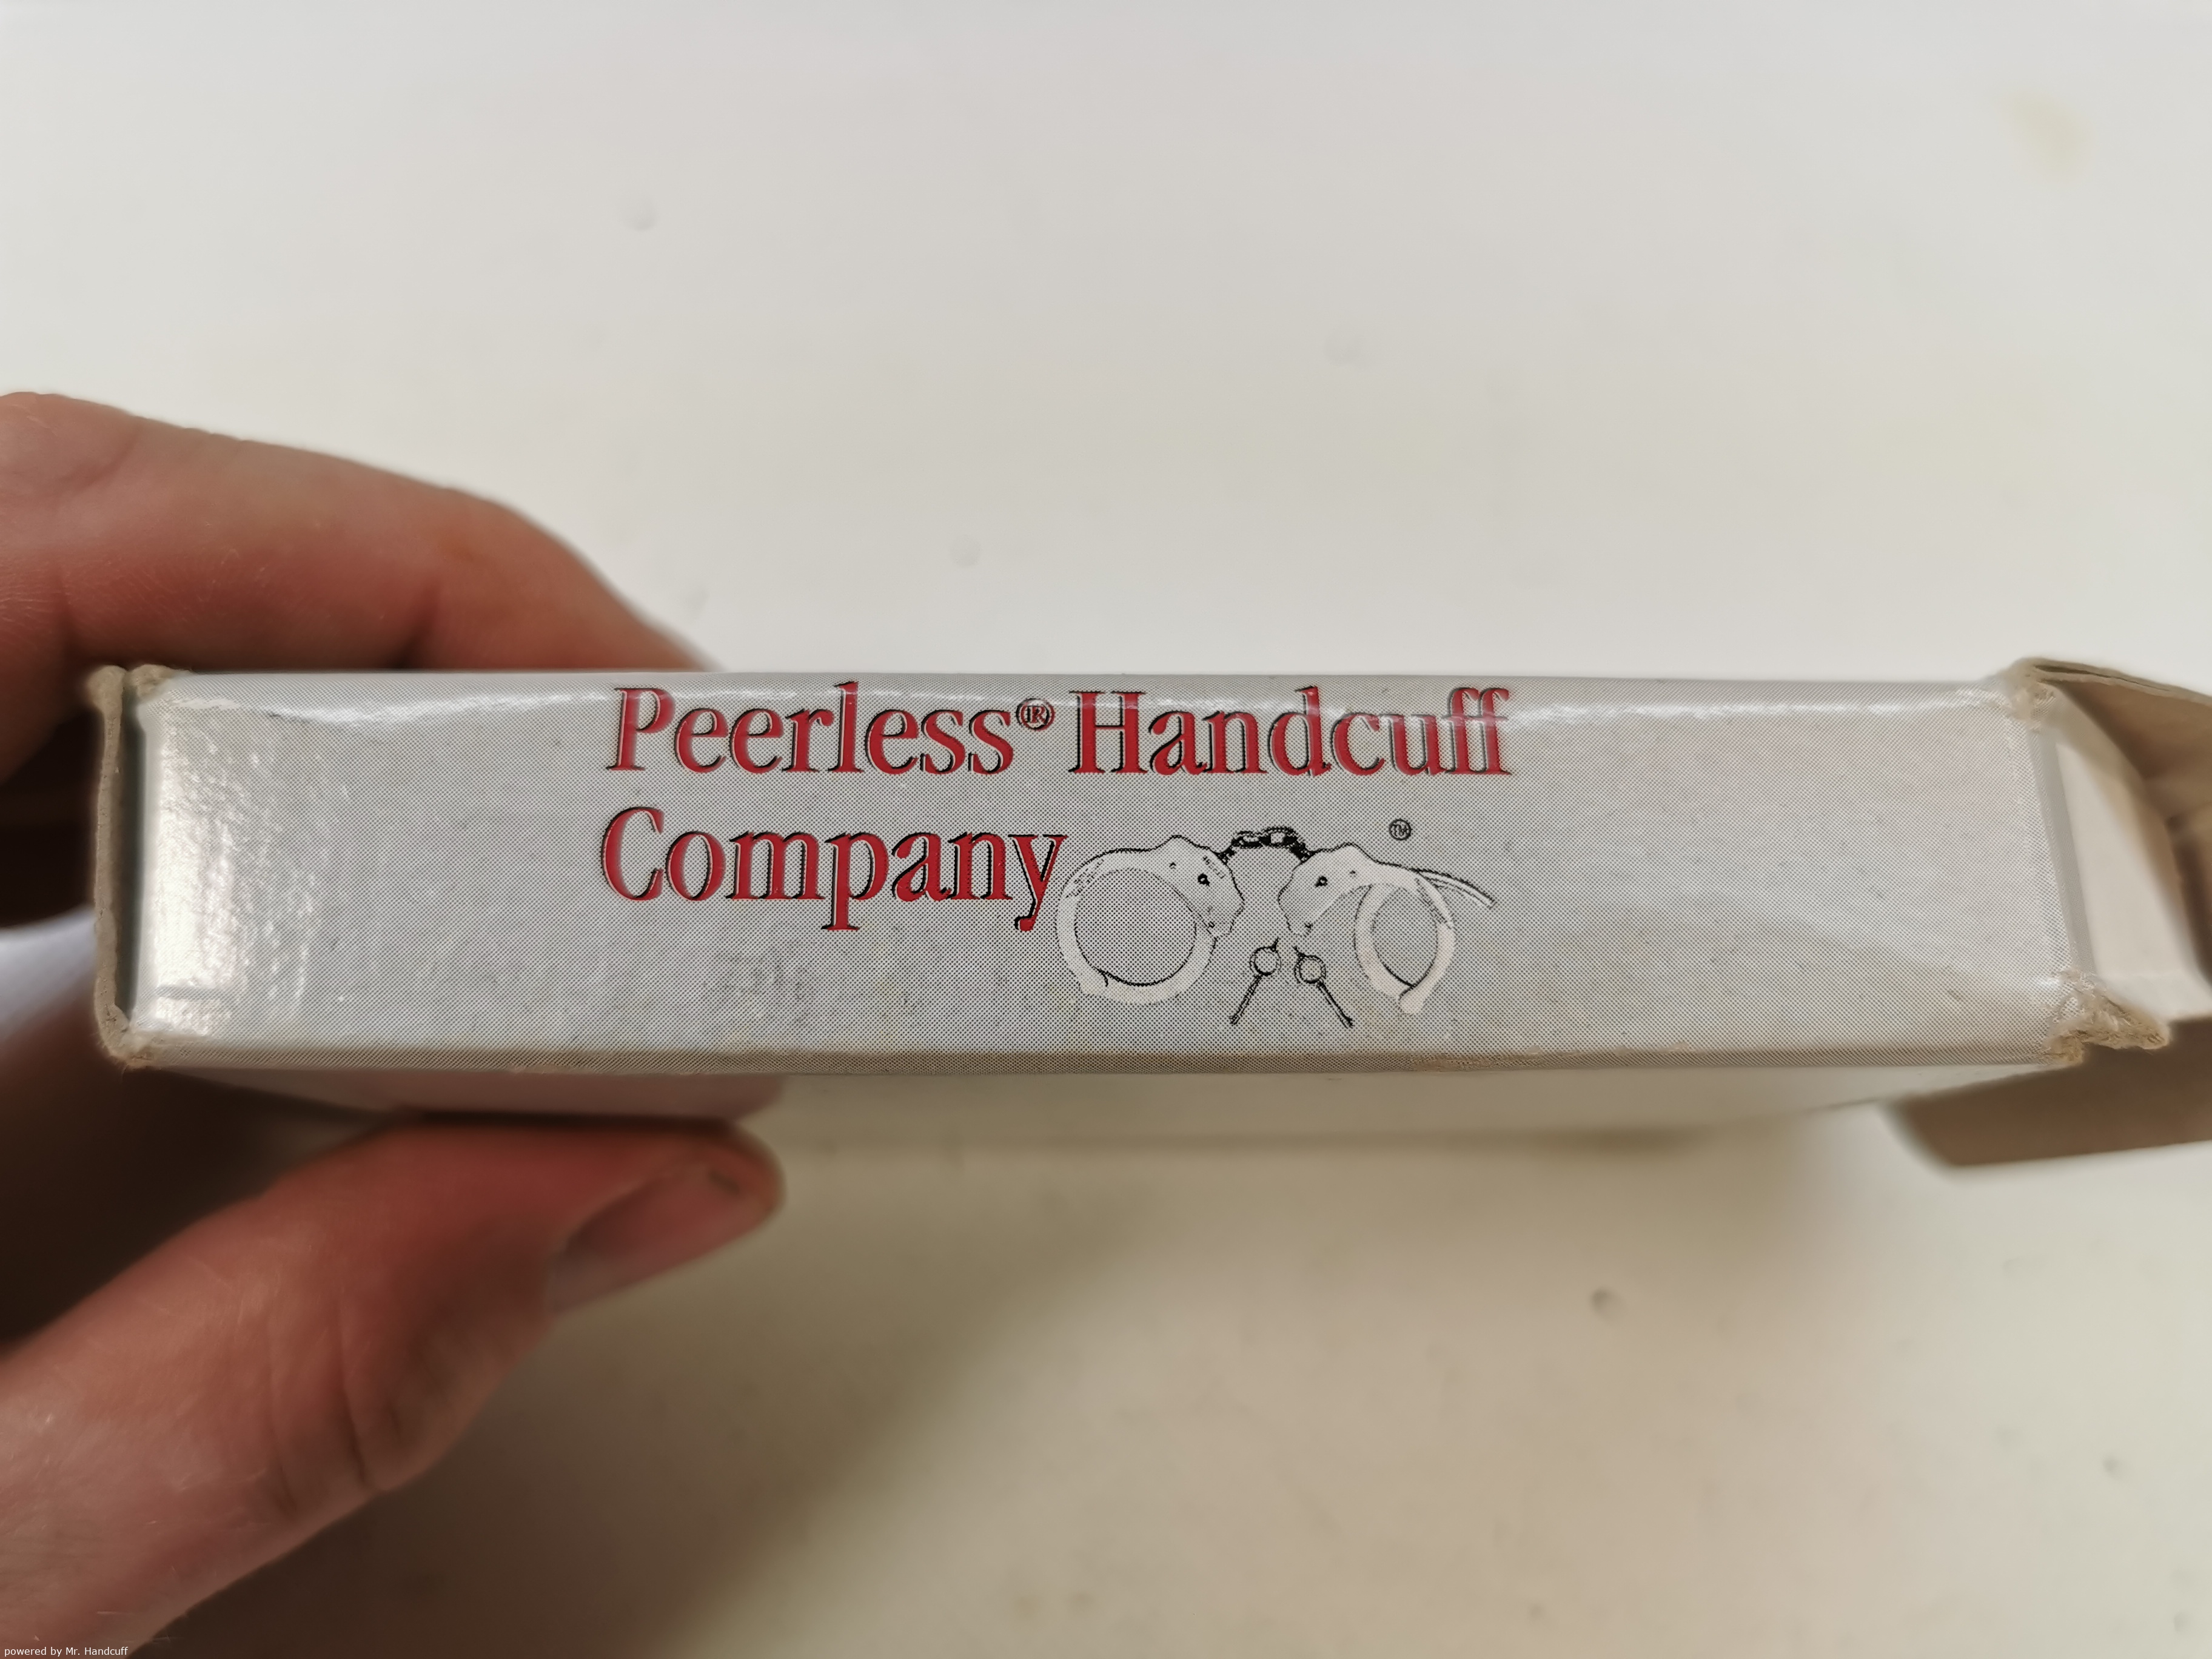 Peerless® Handcuff
Company
TM
powered by Mr. Handcuff